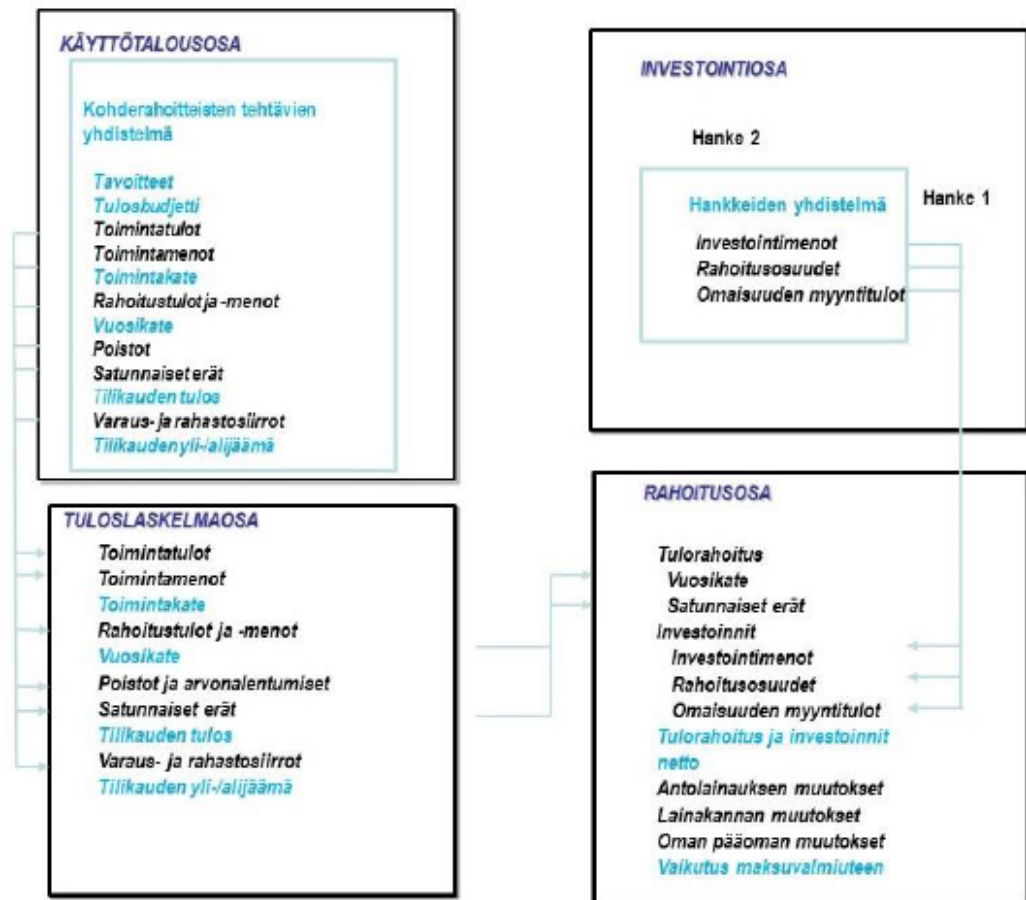 KÄYTTÖTALOUSOSA
Kohderahoitteisten tehtävien
yhdistelmä
Tavoitteet
Tulosbudjetti
Toimintatulot
Toimintamenot
Toimintakate
Rahoitustulot ja -menot
Vuosikate
Poistot
Satunnaiset erät
Tilikauden tulos
Varaus- ja rahastosiirrot
Tilikauden yli-/alijäämä
INVESTOINTIOSA
Hanke 2
Hanke 1
Hankkeiden yhdistelmä
Investointimenot
Rahoitusosuudet
Omaisuuden myyntitulot
TULOSLASKELMAOSA
Toimintatulot
Toimintamenot
Toimintakate
Rahoitustulot ja -menot
Vuosikate
Poistot ja arvonalentumiset
Satunnaiset erät
Tilikauden tulos
Varaus- ja rahastosiirrot
Tilikauden yli-/alijäämä
RAHOITUSOSA
Tulorahoitus
Vuosikate
Satunnaiset erät
Investoinnit
Investointimenot
Rahoitusosuudet
Omaisuuden myyntitulot
Tulorahoitus ja investoinnit
netto
Antolainauksen muutokset
Lainakannan muutokset
Oman pääoman muutokset
Vaikutus maksuvalmiuteen